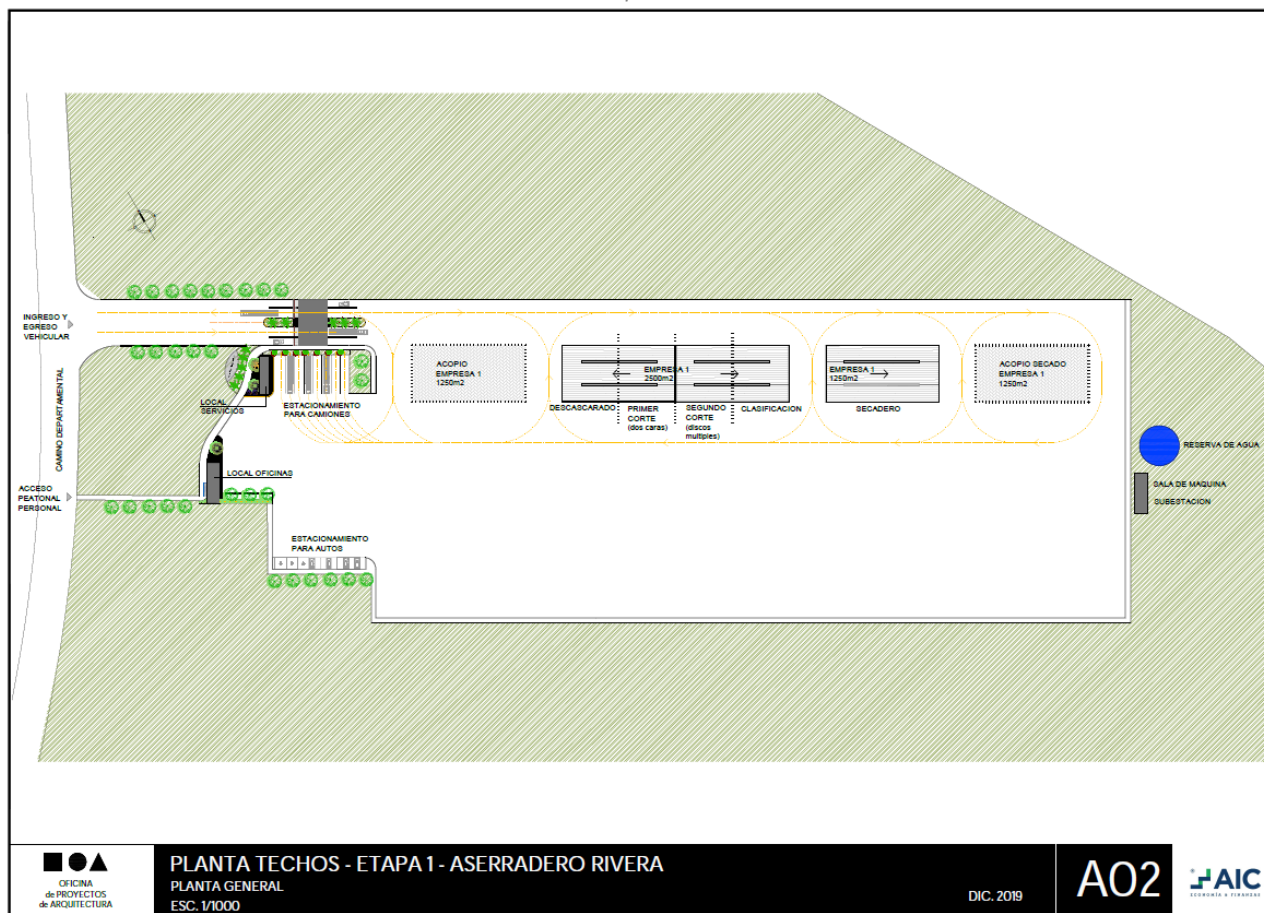 INGRESO Y
EGRESO
VEHICULAR
CAMINO DEPARTAMENTAL
ACCESO
PEATONAL
PERSONAL
LOCAL
SERVICIOS
ESTACIONAMIENTO
PARA CAMIONES
LOCAL OFICINAS
ESTACIONAMIENTO
PARA AUTOS
ACOPIO
EMPRESA 1
1250m2
EMPRESA 1
2500m2
DESCASCARADO
PRIMER
CORTE
(dos caras)
SEGUNDO
CORTE
(discos
multiples)
CLASIFICACION
EMPRESA 1
1250m2
SECADERO
ACOPIO SECADO
EMPRESA 1
1250m2
RESERVA DE AGUA
SALA DE MAQUINA
SUBESTACION
OFICINA
de PROYECTOS
de ARQUITECTURA
PLANTA TECHOS - ETAPA 1 - ASERRADERO RIVERA
PLANTA GENERAL
ESC. 1/1000
DIC. 2019
AO2
AIC
ECONOMÍA & FINANZAS